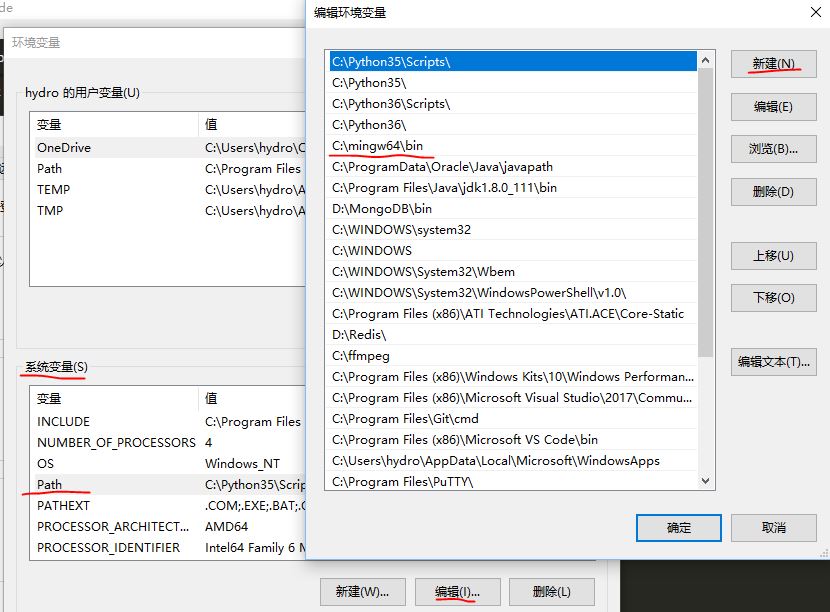 de
环境变量
hydro 的用户变量(U)
变量 值
OneDrive C:\Users\hydro\O
Path C:\Program Files
TEMP C:\Users\hydro\A
TMP C:\Users\hydro\A
系统变量(S)
变量 值
INCLUDE C:\Program Files
NUMBER_OF_PROCESSORS 4
OS Windows_NT
Path C:\Python35\Scrip
PATHEXT .COM;.EXE;.BAT;.C
PROCESSOR_ARCHITECT... AMD64
PROCESSOR_IDENTIFIER Intel64 Family 6 M
新建(W)... 编辑(I)... 删除(L)
编辑环境变量
C:\Python35\Scripts\
C:\Python35\
C:\Python36\Scripts\
C:\Python36\
C:\mingw64\bin
C:\ProgramData\Oracle\Java\javapath
C:\Program Files\Java\jdk1.8.0_111\bin
D:\MongoDB\bin
C:\WINDOWS\system32
C:\WINDOWS
C:\WINDOWS\System32\Wbem
C:\WINDOWS\System32\WindowsPowerShell\v1.0\
C:\Program Files (x86)\ATI Technologies\ATI.ACE\Core-Static
D:\Redis\
C:\ffmpeg
C:\Program Files (x86)\Windows Kits\10\Windows Performan...
C:\Program Files (x86)\Microsoft Visual Studio\2017\Commu...
C:\Program Files\Git\cmd
C:\Program Files (x86)\Microsoft VS Code\bin
C:\Users\hydro\AppData\Local\Microsoft\WindowsApps
C:\Program Files\PuTTY\
新建(N)
编辑(E)
浏览(B)...
删除(D)
上移(U)
下移(O)
编辑文本(T)...
确定 取消